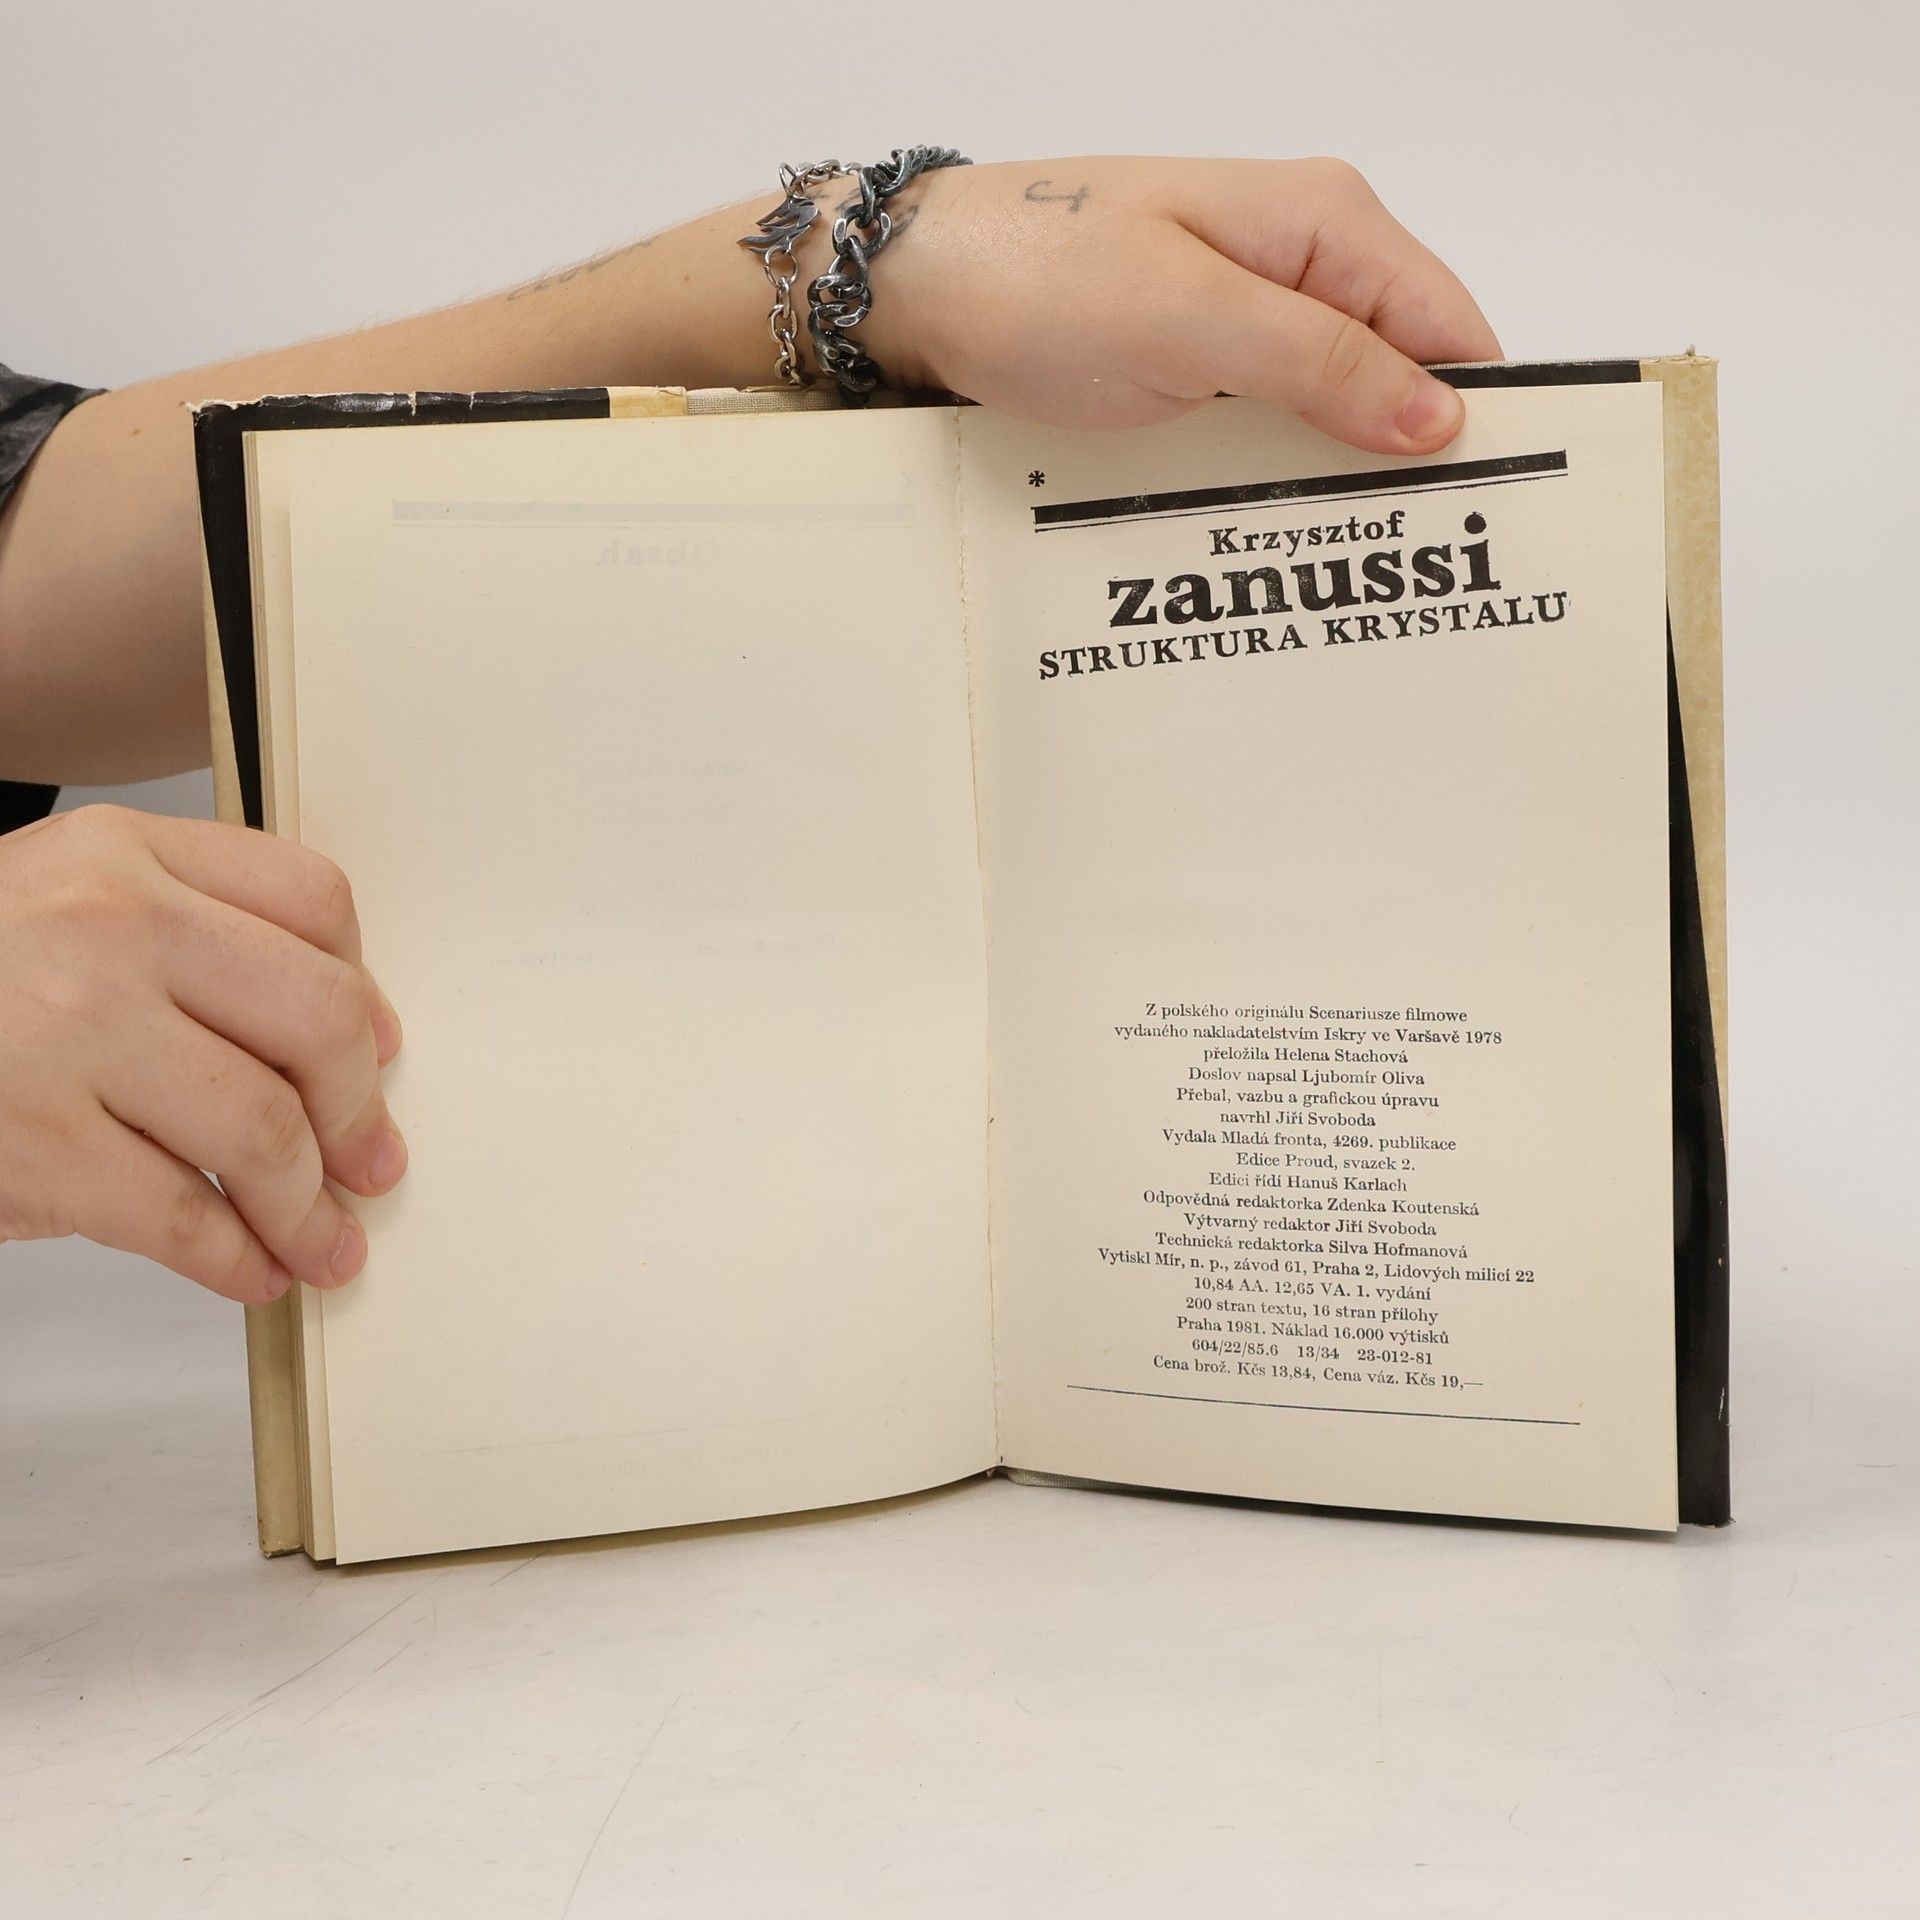 Obsah
*
Krzysztof
zanussi
STRUKTURA KRYSTALU
Z polského originálu Scenariusze filmowe
vydaného nakladatelstvím Iskry ve Varšavě 1978
přeložila Helena Stachová
Doslov napsal Ljubomír Oliva
Přebal, vazbu a grafickou úpravu
navrhl Jiří Svoboda
Vydala Mladá fronta, 4269. publikace
Edice Proud, svazek 2.
Edici řídí Hanuš Karlach
Odpovědná redaktorka Zdenka Koutenská
Výtvarný redaktor Jiří Svoboda
Technická redaktorka Silva Hofmanová
Vytiskl Mír, n. p., závod 61, Praha 2, Lidových milicí 22
10,84 AA. 12,65 VA. 1. vydání
200 stran textu, 16 stran přílohy
Praha 1981. Náklad 16.000 výtisků
604/22/85.6 13/34 23-012-81
Cena brož. Kčs 13,84, Cena váz. Kčs 19,—